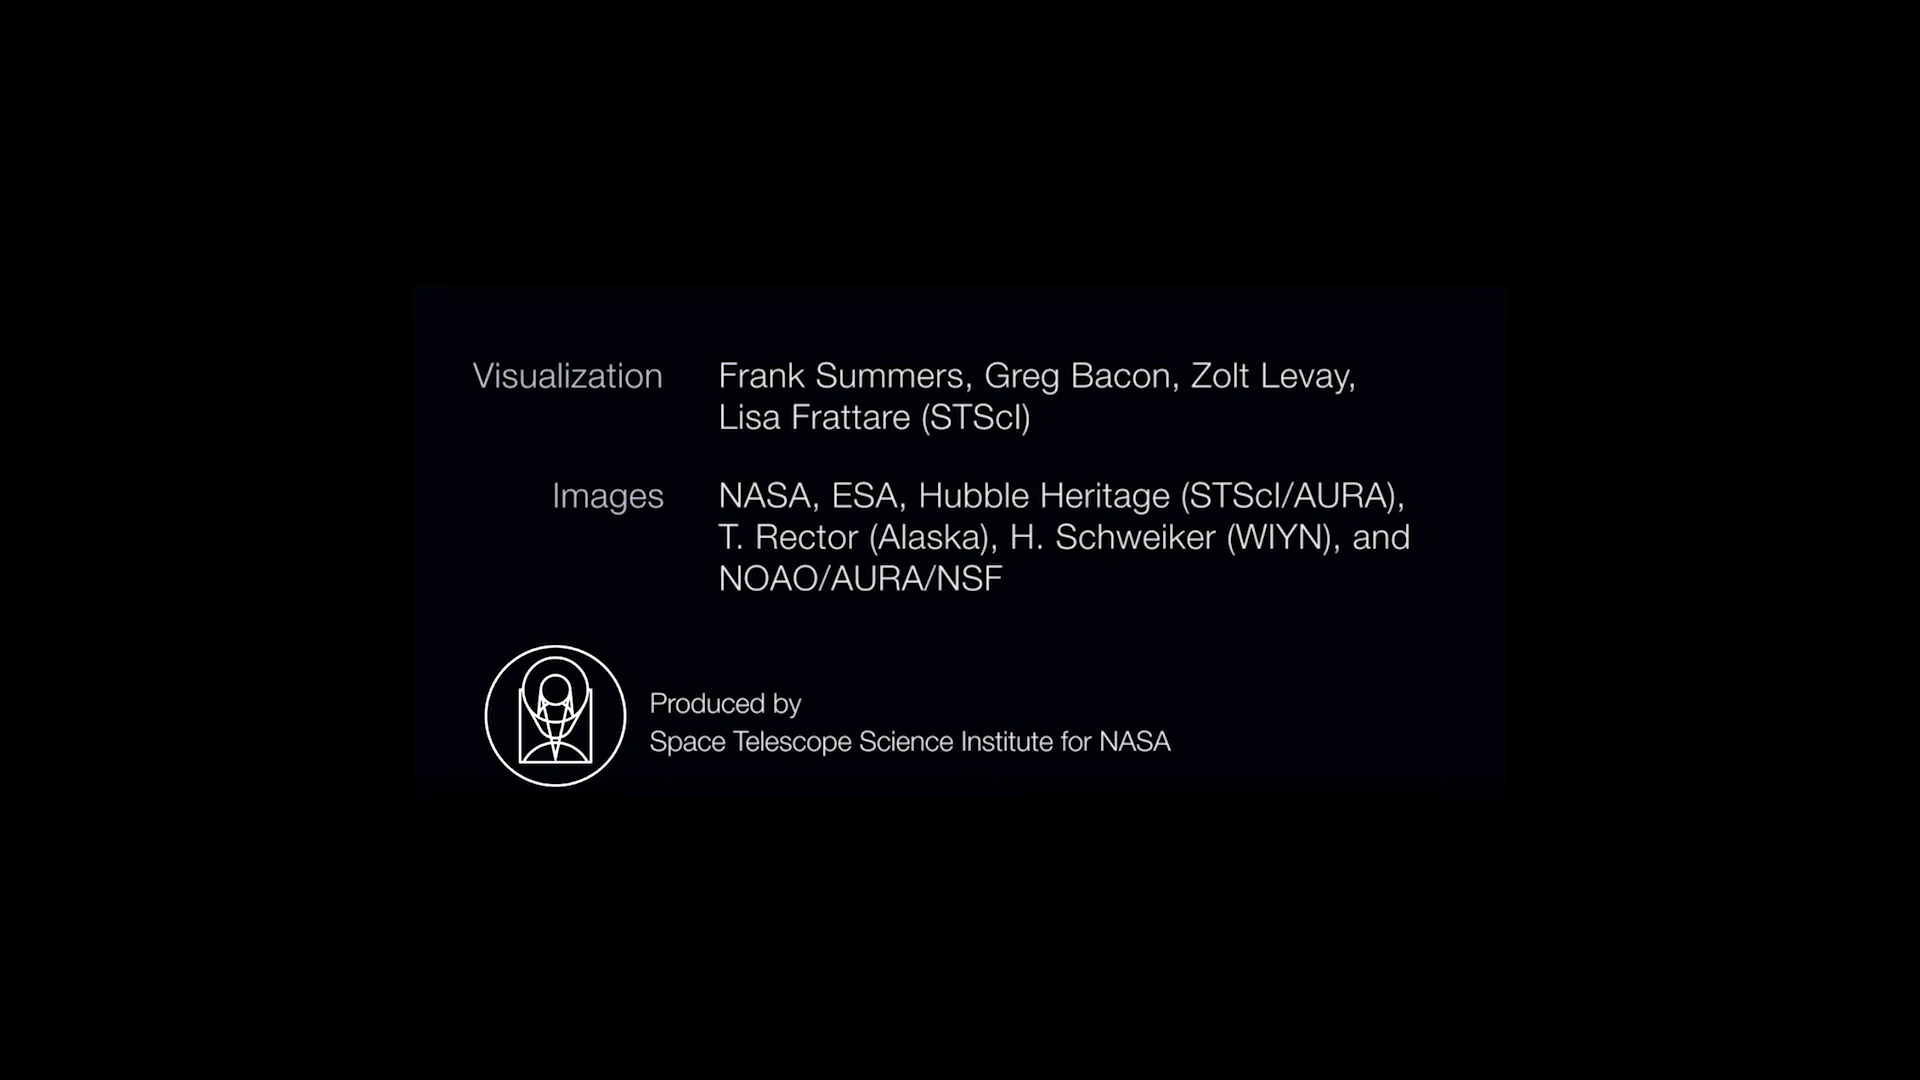 Visualization Frank Summers, Greg Bacon, Zolt Levay,
Lisa Frattare (STScI)
Images NASA, ESA, Hubble Heritage (STScI/AURA),
T. Rector (Alaska), H. Schweiker (WIYN), and
NOAO/AURA/NSF
Produced by
Space Telescope Science Institute for NASA